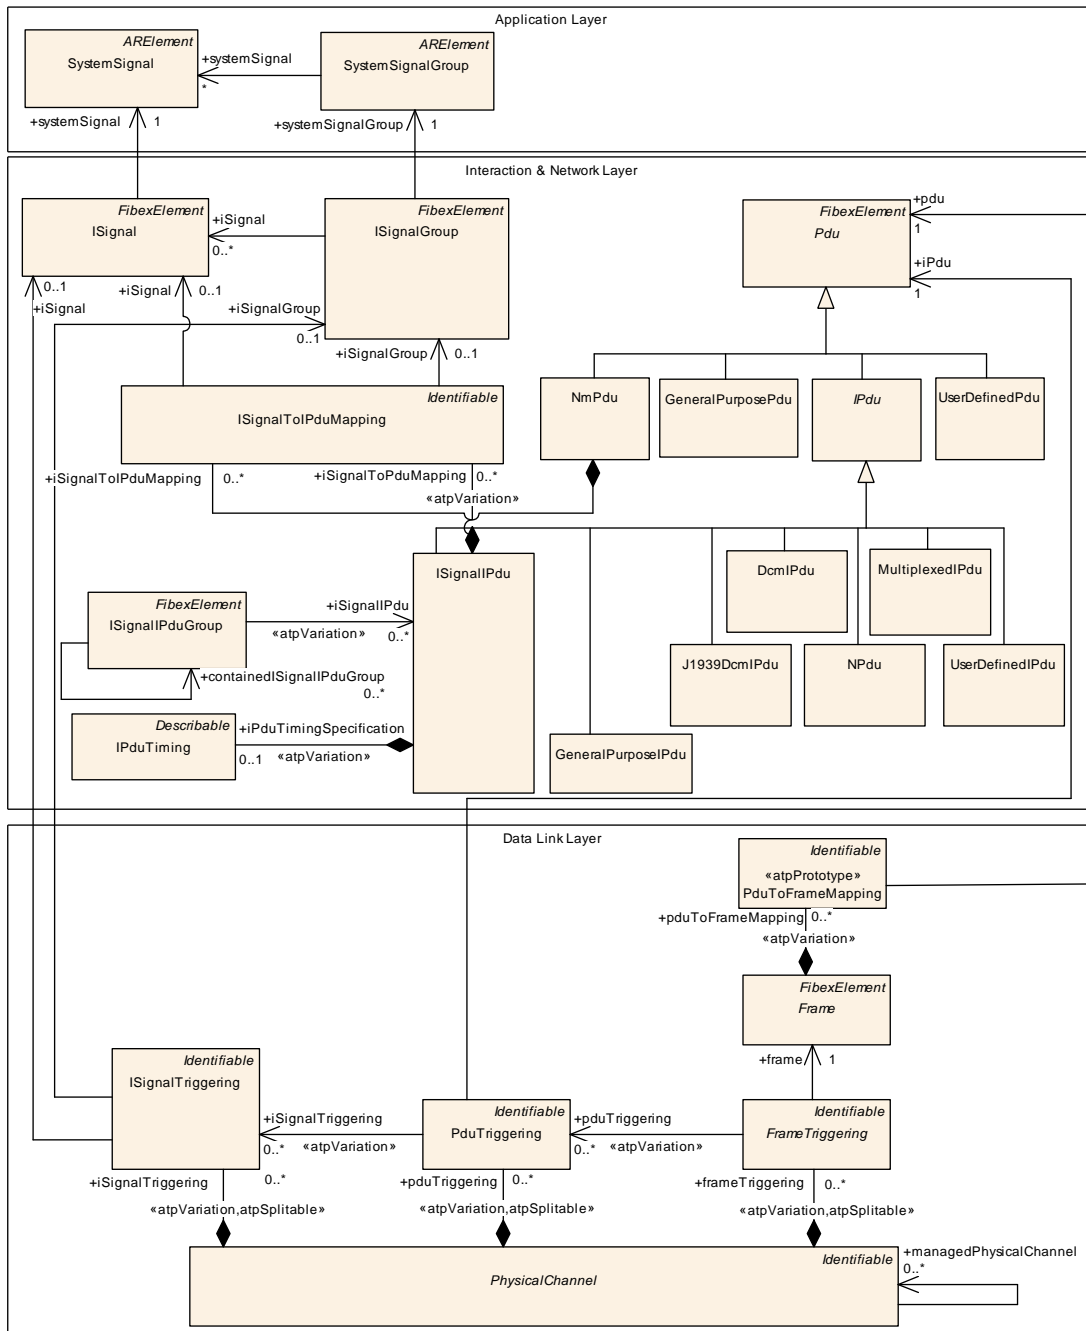 Application Layer
ARElement
SystemSignal
+systemSignal
*
ARElement
SystemSignalGroup
+systemSignal
1
+systemSignalGroup
1
Interaction & Network Layer
FibexElement
ISignal
+iSignal
0..*
FibexElement
ISignalGroup
FibexElement
Pdu
+pdu
1
+iPdu
1
0..1
+iSignal
+iSignal
0..1
+iSignalGroup
0..1
+iSignalGroup
0..1
Identifiable
ISignalToIPduMapping
NmPdu
GeneralPurposePdu
IPdu
UserDefinedPdu
+iSignalToIPduMapping
0..*
+iSignalToPduMapping
0..*
«atpVariation»
ISignalIPdu
DcmIPdu
MultiplexedIPdu
FibexElement
ISignalIPduGroup
+iSignalIPdu
«atpVariation»
0..*
+containedISignalIPduGroup
0..*
J1939DcmIPdu
NPdu
UserDefinedIPdu
Describable
IPduTiming
+iPduTimingSpecification
0..1
«atpVariation»
GeneralPurposeIPdu
Data Link Layer
Identifiable
«atpPrototype»
PduToFrameMapping
+pduToFrameMapping
0..*
«atpVariation»
FibexElement
Frame
+frame
1
Identifiable
ISignalTriggering
+iSignalTriggering
0..*
«atpVariation»
Identifiable
PduTriggering
+pduTriggering
0..*
«atpVariation»
Identifiable
FrameTriggering
+iSignalTriggering
0..*
+pduTriggering
0..*
+frameTriggering
0..*
«atpVariation,atpSplitable»
«atpVariation,atpSplitable»
«atpVariation,atpSplitable»
Identifiable
PhysicalChannel
+managedPhysicalChannel
0..*